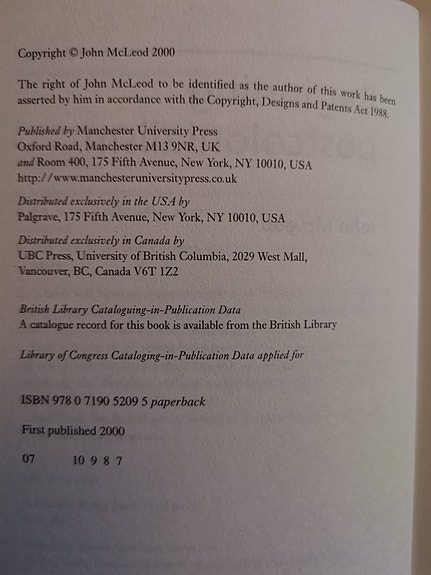 Copyright © John McLeod 2000
The right of John McLeod to be identified as the author of this work has been
asserted by him in accordance with the Copyright, Designs and Patents Act 1988.
Published by Manchester University Press
Oxford Road, Manchester M13 9NR, UK
and Room 400, 175 Fifth Avenue, New York, NY 10010, USA
http://www.manchesteruniversitypress.co.uk
Distributed exclusively in the USA by
Palgrave, 175 Fifth Avenue, New York, NY 10010, USA
Distributed exclusively in Canada by
UBC Press, University of British Columbia, 2029 West Mall,
Vancouver, BC, Canada V6T 1Z2
British Library Cataloguing-in-Publication Data
A catalogue record for this book is available from the British Library
Library of Congress Cataloging-in-Publication Data applied for
ISBN 978 0 7190 5209 5 paperback
First published 2000
07 10 9 8 7